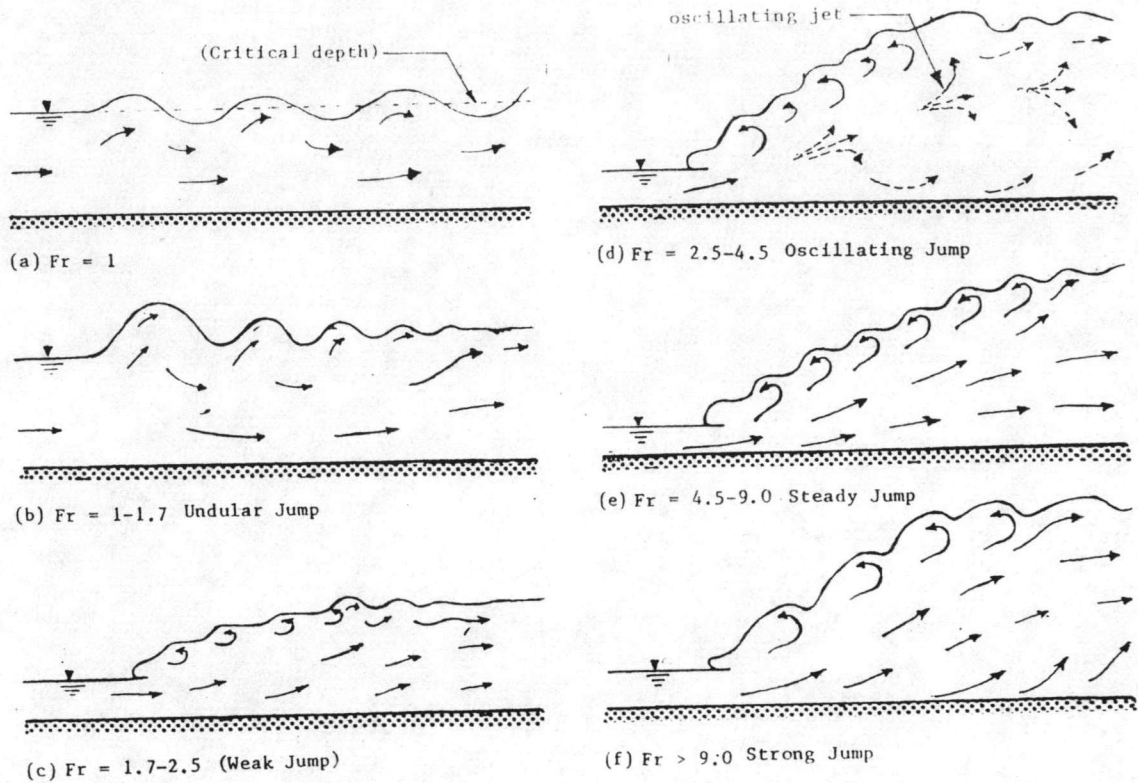 (Critical depth)
(a) Fr = 1
(b) Fr = 1-1.7 Undular Jump
(c) Fr = 1.7-2.5 (Weak Jump)
oscillating jet
(d) Fr = 2.5-4.5 Oscillating Jump
(e) Fr = 4.5-9.0 Steady Jump
(f) Fr > 9.0 Strong Jump